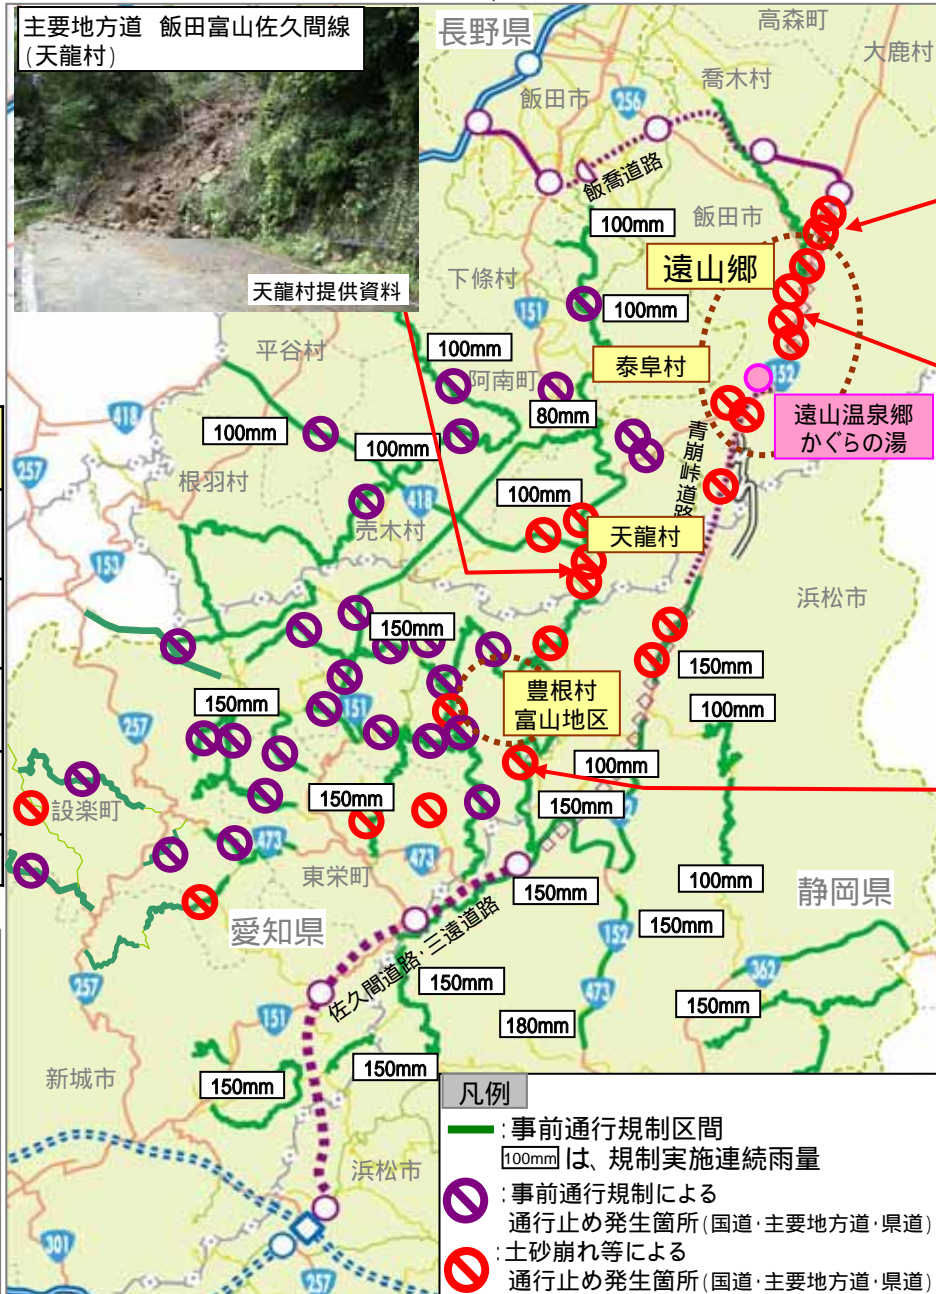 主要地方道 飯田富山佐久間線
(天龍村)
天龍村提供資料
長野県
高森町
大鹿村
喬木村
飯田市
256
飯喬道路
飯田市
100mm
遠山郷
下條村
151
100mm
平谷村
100mm
阿南町
泰阜村
152
80mm
遠山温泉郷
かぐらの湯
418
100mm
100mm
257
根羽村
418
100mm
青崩峠道路
売木村
天龍村
153
浜松市
150mm
150mm
豊根村
富山地区
100mm
150mm
151
257
100mm
150mm
150mm
設楽町
473
473
東栄町
100mm
150mm
静岡県
愛知県
150mm
152
佐久間道路・三遠道路
257
362
150mm
473
150mm
151
180mm
新城市
150mm
150mm
浜松市
301
257
凡例
:事前通行規制区間
100mm は、規制実施連続雨量
:事前通行規制による
通行止め発生箇所(国道・主要地方道・県道)
:土砂崩れ等による
通行止め発生箇所(国道・主要地方道・県道)